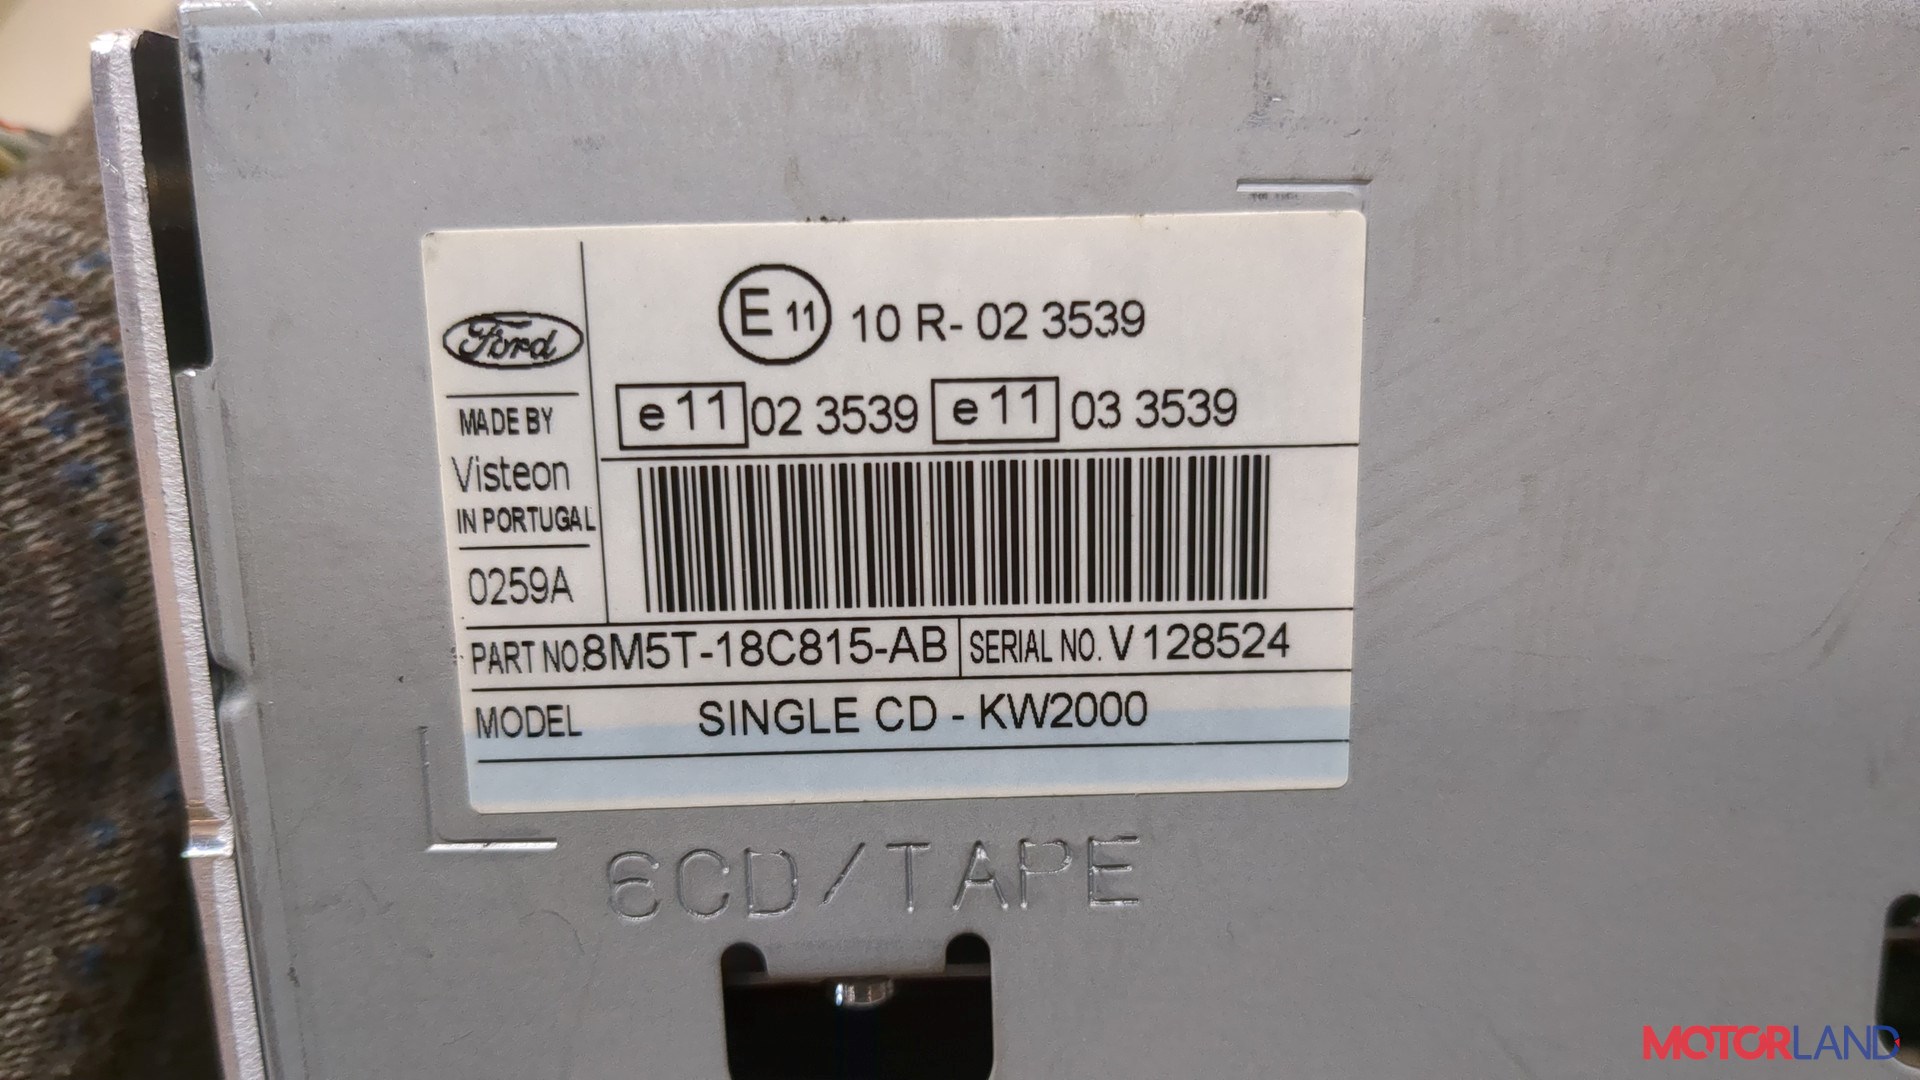 E 11 10 R- 02 3539
Ford
e 11 02 3539 e 11 03 3539
MADE BY
Visteon
IN PORTUGAL
0259A
PART NO.8M5T-18C815-AB SERIAL NO. V 128524
MODEL SINGLE CD - KW2000
6CD/TAPE
MOTORLAND